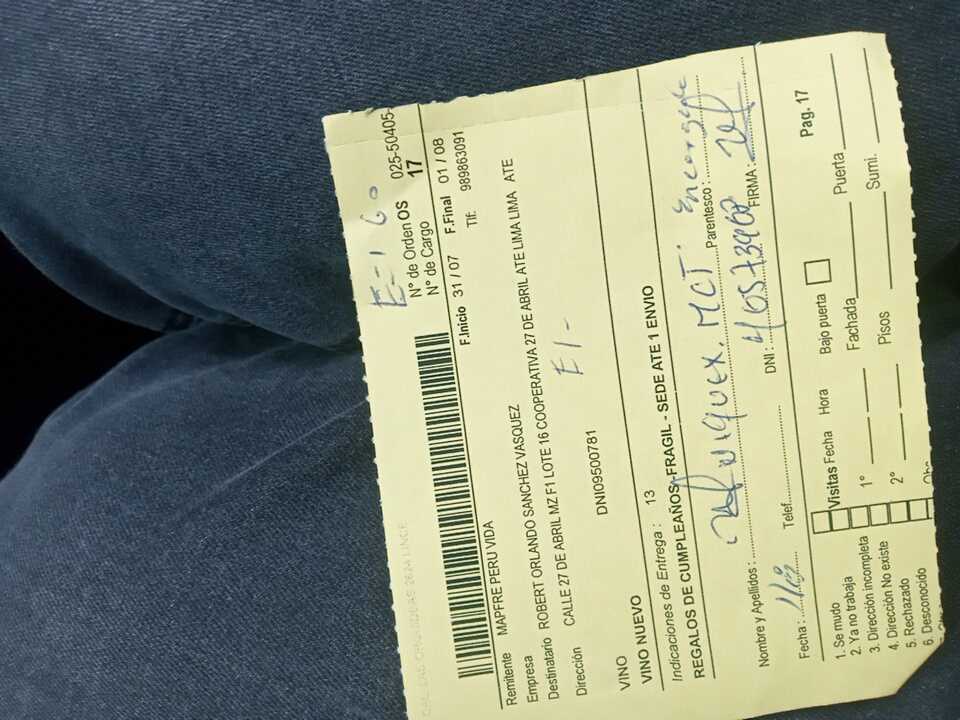 E-160
N° de Orden OS 025-50405-
N° de Cargo 17
F.Inicio 31 / 07 F.Final 01 / 08
Remitente MAPFRE PERU VIDA Tlf: 989863091
Empresa
Destinatario ROBERT ORLANDO SANCHEZ VASQUEZ
Dirección CALLE 27 DE ABRIL MZ F1 LOTE 16 COOPERATIVA 27 DE ABRIL ATE LIMA LIMA ATE
E1-
DNI09500781
VINO
VINO NUEVO
Indicaciones de Entrega : 13
REGALOS DE CUMPLEAÑOS-FRAGIL - SEDE ATE 1 ENVIO
Nombre y Apellidos : MCT. Parentesco :
Fecha : Telef. DNI : FIRMA :
Visitas Fecha Hora Bajo puerta Pag. 17
1. Se mudo 1° Fachada Puerta
2. Ya no trabaja
3. Dirección incompleta 2° Pisos Sumi.
4. Dirección No existe
5. Rechazado
6. Desconocido